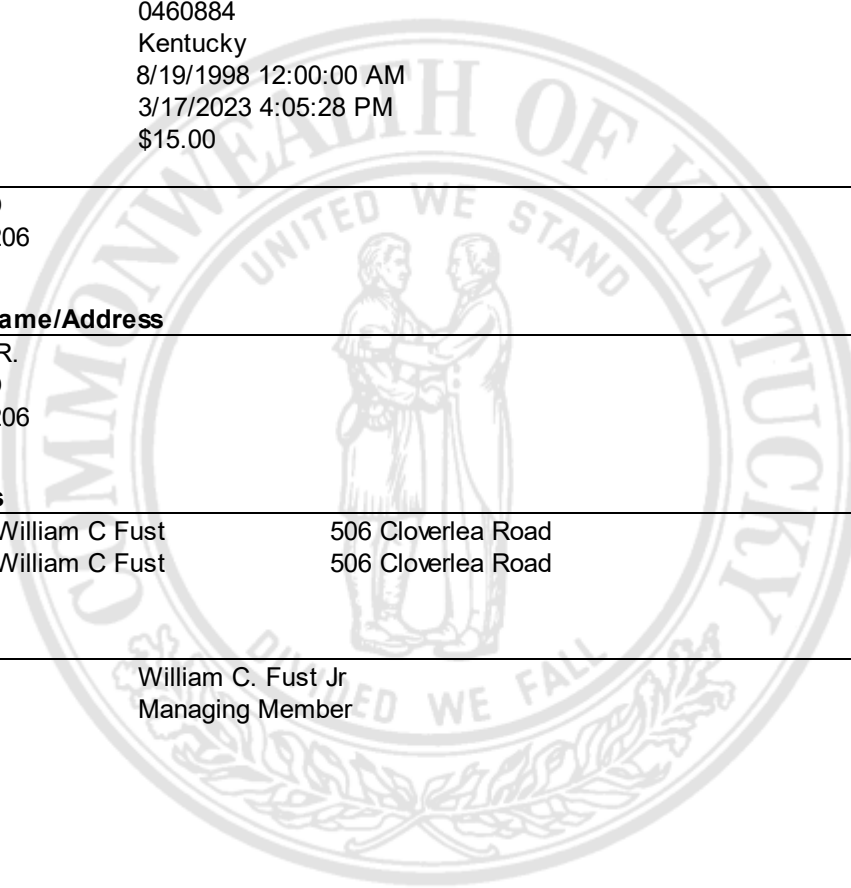 0460884
Kentucky
8/19/1998 12:00:00 AM
3/17/2023 4:05:28 PM
$15.00
206
ame/Address
R.
206
s
William C Fust 506 Cloverlea Road
William C Fust 506 Cloverlea Road
William C. Fust Jr
Managing Member
COMMONWEALTH OF KENTUCKY
UNITED WE STAND
DIVIDED WE FALL